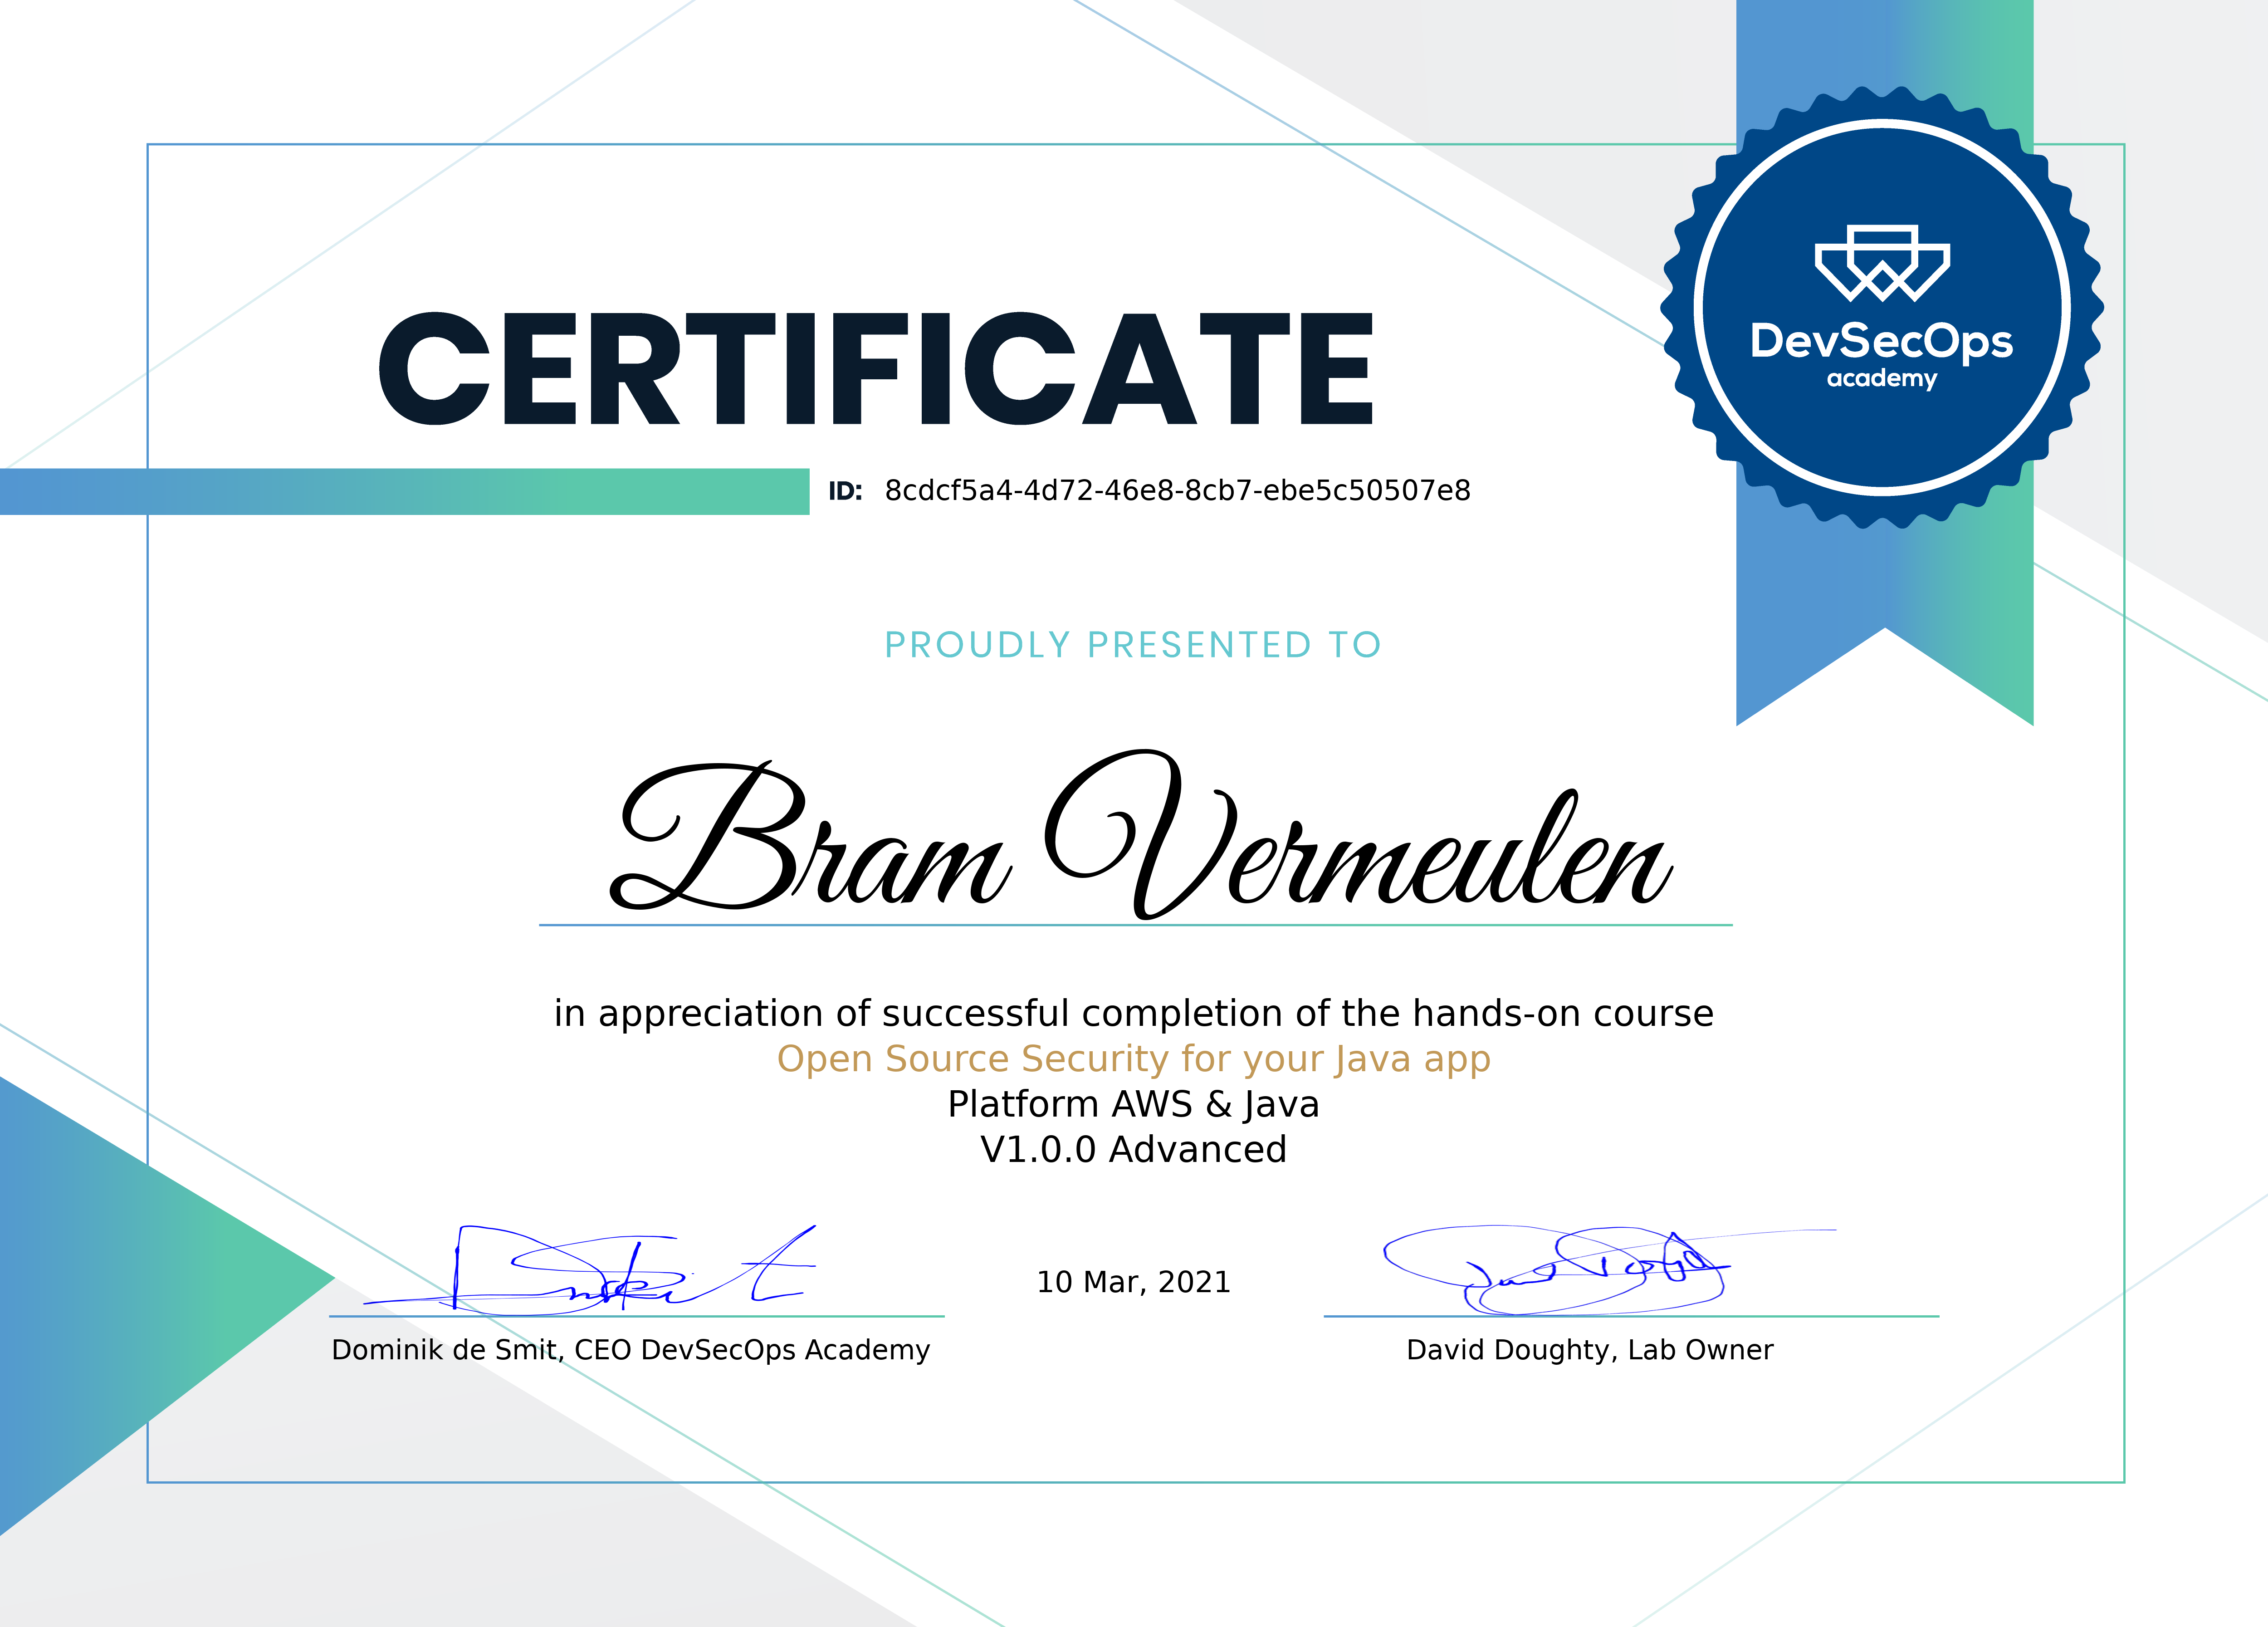 DevSecOps
academy
CERTIFICATE
ID: 8cdcf5a4-4d72-46e8-8cb7-ebe5c50507e8
PROUDLY PRESENTED TO
Bram Vermeulen
in appreciation of successful completion of the hands-on course
Open Source Security for your Java app
Platform AWS & Java
V1.0.0 Advanced
10 Mar, 2021
Dominik de Smit, CEO DevSecOps Academy
David Doughty, Lab Owner